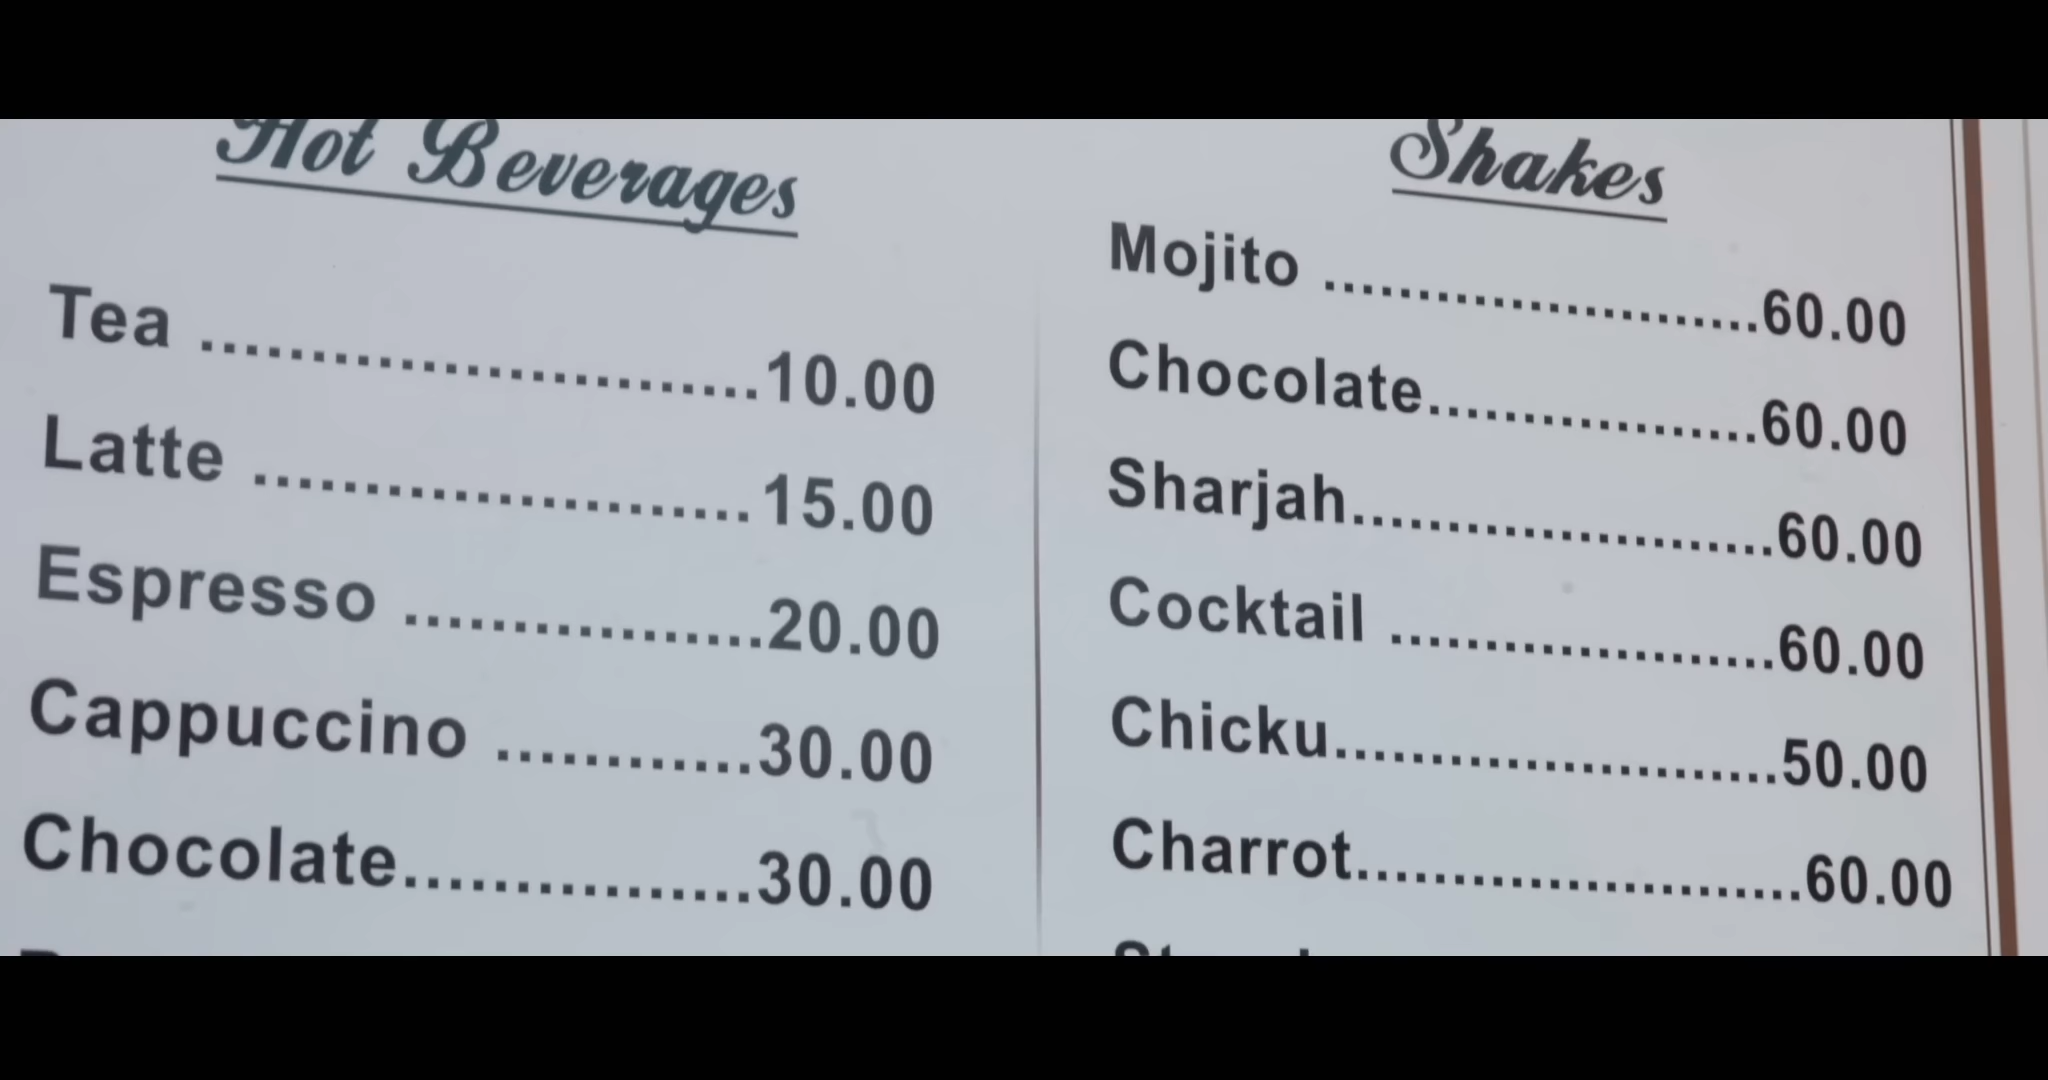 Hot Beverages
Tea ..........................10.00
Latte .......................15.00
Espresso .................20.00
Cappuccino ............30.00
Chocolate................30.00
Shakes
Mojito .......................60.00
Chocolate..................60.00
Sharjah......................60.00
Cocktail ....................60.00
Chicku.......................50.00
Charrot.......................60.00